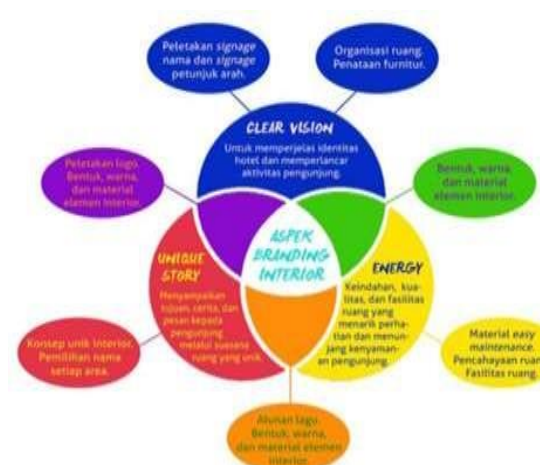 Peletakan signage
nama dan signage
petunjuk arah.
Organisasi ruang.
Penataan furnitur.
CLEAR VISION
Untuk memperjelas identitas
hotel dan memperlancar
aktivitas pengunjung.
Peletakan logo.
Bentuk, warna,
dan material
elemen interior.
Bentuk, warna,
dan material
elemen interior.
ASPEK
BRANDING
INTERIOR
UNIQUE
STORY
Menyampaikan
tujuan, cerita, dan
pesan kepada
pengunjung
melalui suasana
ruang yang unik.
ENERGY
Keindahan, kua-
litas, dan fasilitas
ruang yang
menarik perha-
tian dan menun-
jang kenyaman-
an pengunjung.
Konsep unik interior.
Pemilihan nama
setiap area.
Material easy
maintenance.
Pencahayaan ruan
Fasilitas ruang.
Alunan lagu.
Bentuk, warna,
dan material elemen
interior.